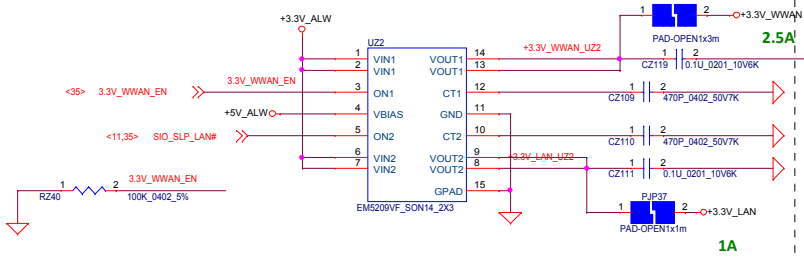 +3.3V_ALW
1 2
+3.3V_WWAN
PAD-OPEN1x3m
2.5A
UZ2
+3.3V_WWAN_UZ2
1 VIN1 VOUT1 14
2 VIN1 VOUT1 13
1 2
CZ119 0.1U_0201_10V6K
<35> 3.3V_WWAN_EN
3.3V_WWAN_EN
3 ON1 CT1 12
1 2
CZ109 470P_0402_50V7K
+5V_ALW
4 VBIAS GND 11
<11,35> SIO_SLP_LAN#
5 ON2 CT2 10
1 2
CZ110 470P_0402_50V7K
6 VIN2 VOUT2 9
+3.3V_LAN_UZ2
7 VIN2 VOUT2 8
1 2
CZ111 0.1U_0201_10V6K
GPAD 15
EM5209VF_SON14_2X3
3.3V_WWAN_EN
1 2
RZ40 100K_0402_5%
PJP37
1 2
+3.3V_LAN
PAD-OPEN1x1m
1A